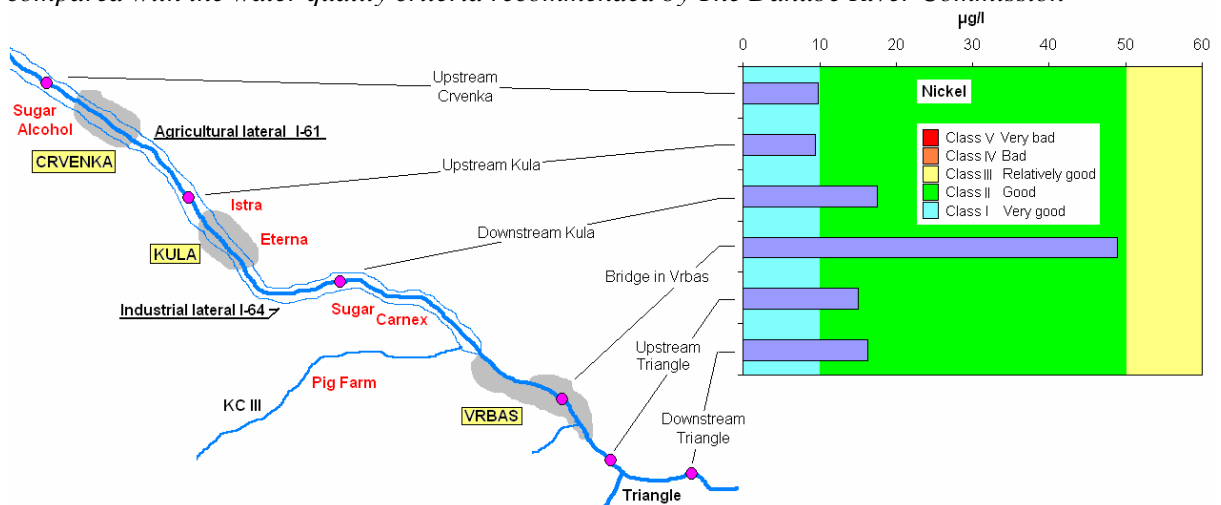 compared with the water quality criteria recommended by The Danube River Commission
µg/l
0 10 20 30 40 50 60
Upstream
Crvenka
Nickel
Sugar
Alcohol
Agricultural lateral I-61
Class V Very bad
Class IV Bad
Class III Relatively good
Class II Good
Class I Very good
CRVENKA
Upstream Kula
Istra
Eterna
Downstream Kula
KULA
Bridge in Vrbas
Industrial lateral I-64
Sugar
Carnex
Upstream
Triangle
Pig Farm
KC III
VRBAS
Downstream
Triangle
Triangle